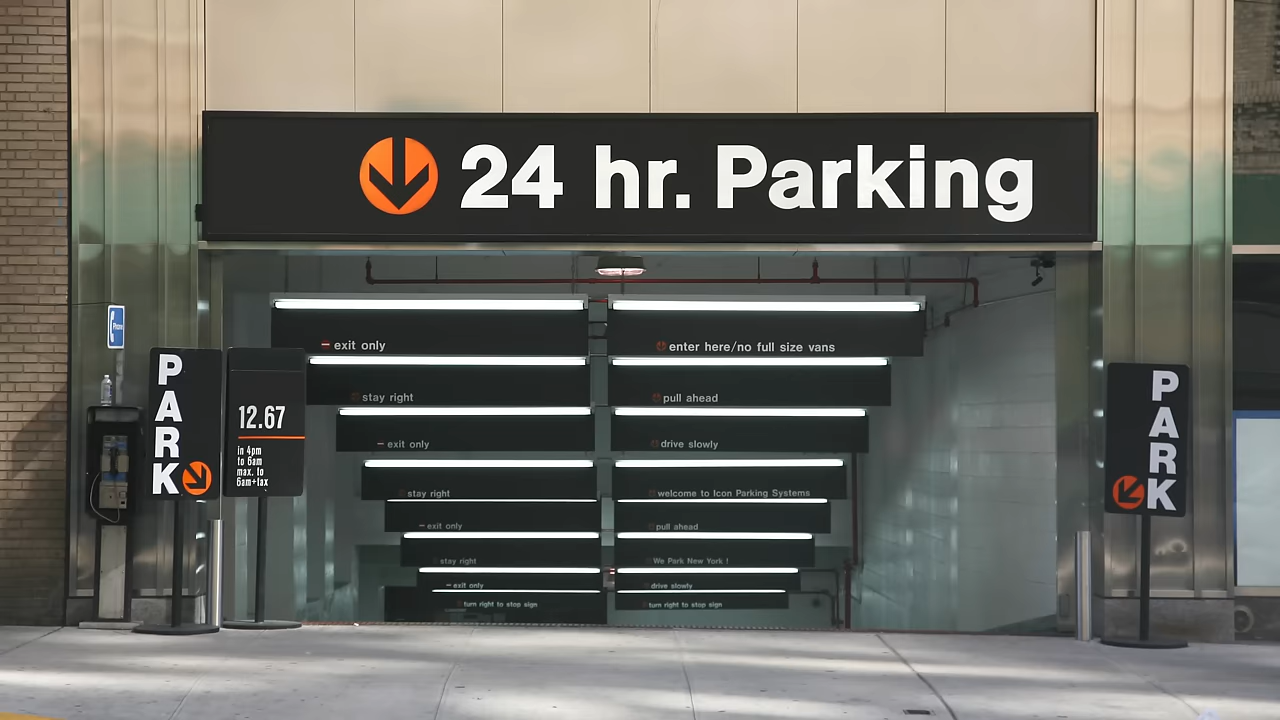 24 hr. Parking
exit only
enter here/no full size vans
stay right
pull ahead
exit only
drive slowly
stay right
welcome to Icon Parking Systems
exit only
pull ahead
stay right
We Park New York !
exit only
drive slowly
turn right to stop sign
turn right to stop sign
Phone
PARK
12.67
in 4pm
to 6am
max. to
6am+tax
PARK